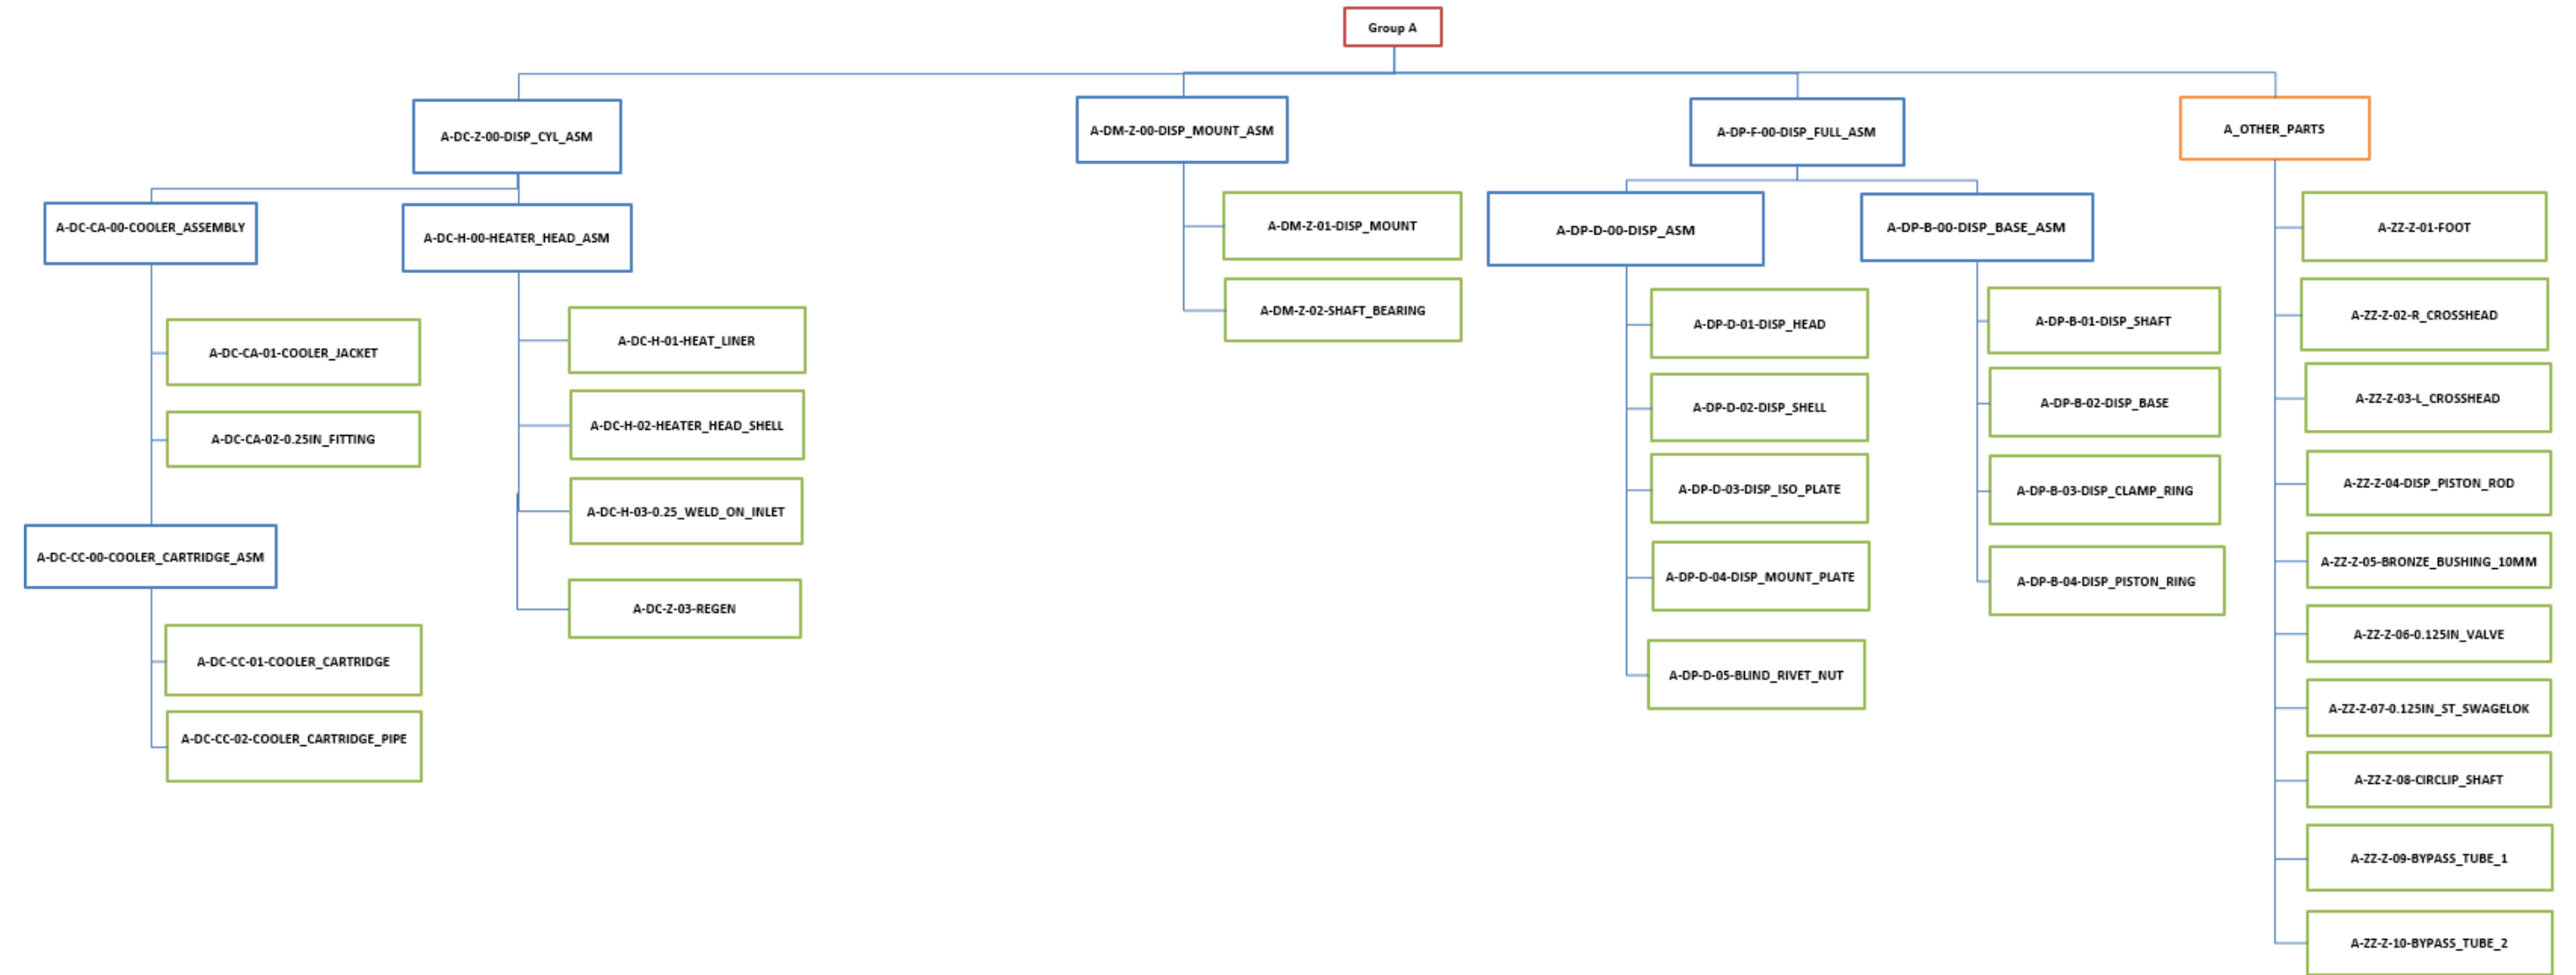 Group A
A-DC-Z-00-DISP_CYL_ASM
A-DM-Z-00-DISP_MOUNT_ASM
A-DP-F-00-DISP_FULL_ASM
A_OTHER_PARTS
A-DC-CA-00-COOLER_ASSEMBLY
A-DC-H-00-HEATER_HEAD_ASM
A-DC-CA-01-COOLER_JACKET
A-DC-CA-02-0.25IN_FITTING
A-DC-CC-00-COOLER_CARTRIDGE_ASM
A-DC-CC-01-COOLER_CARTRIDGE
A-DC-CC-02-COOLER_CARTRIDGE_PIPE
A-DC-H-01-HEAT_LINER
A-DC-H-02-HEATER_HEAD_SHELL
A-DC-H-03-0.25_WELD_ON_INLET
A-DC-Z-03-REGEN
A-DM-Z-01-DISP_MOUNT
A-DM-Z-02-SHAFT_BEARING
A-DP-D-00-DISP_ASM
A-DP-B-00-DISP_BASE_ASM
A-DP-D-01-DISP_HEAD
A-DP-D-02-DISP_SHELL
A-DP-D-03-DISP_ISO_PLATE
A-DP-D-04-DISP_MOUNT_PLATE
A-DP-D-05-BLIND_RIVET_NUT
A-DP-B-01-DISP_SHAFT
A-DP-B-02-DISP_BASE
A-DP-B-03-DISP_CLAMP_RING
A-DP-B-04-DISP_PISTON_RING
A-ZZ-Z-01-FOOT
A-ZZ-Z-02-R_CROSSHEAD
A-ZZ-Z-03-L_CROSSHEAD
A-ZZ-Z-04-DISP_PISTON_ROD
A-ZZ-Z-05-BRONZE_BUSHING_10MM
A-ZZ-Z-06-0.125IN_VALVE
A-ZZ-Z-07-0.125IN_ST_SWAGELOK
A-ZZ-Z-08-CIRCLIP_SHAFT
A-ZZ-Z-09-BYPASS_TUBE_1
A-ZZ-Z-10-BYPASS_TUBE_2